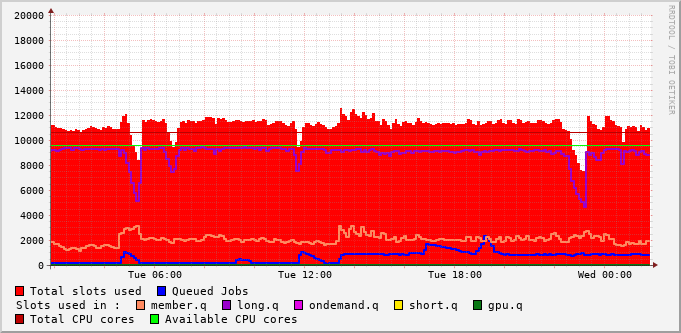 20000
18000
16000
14000
12000
10000
8000
6000
4000
2000
0
Tue 06:00 Tue 12:00 Tue 18:00 Wed 00:00
RRDTOOL / TOBI OETIKER
Total slots used Queued Jobs
Slots used in : member.q long.q ondemand.q short.q gpu.q
Total CPU cores Available CPU cores